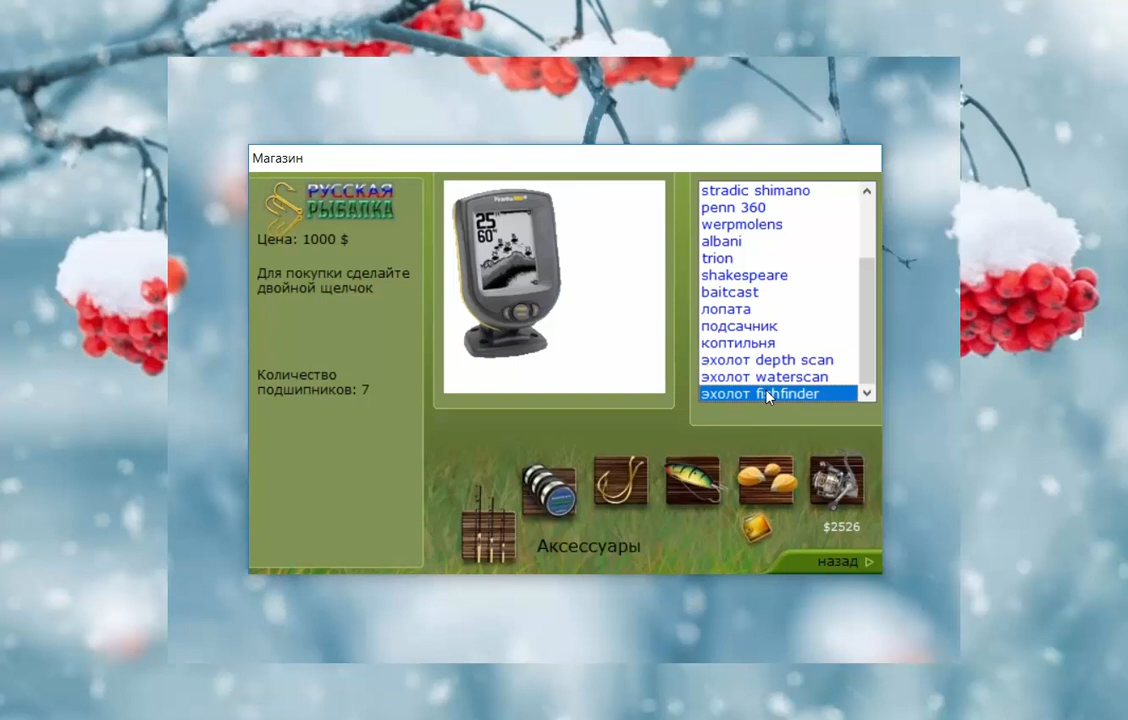 Магазин
РУССКАЯ
РЫБАЛКА
Цена: 1000 $
Для покупки сделайте
двойной щелчок
Количество
подшипников: 7
25
60
stradic shimano
penn 360
werpmolens
albani
trion
shakespeare
baitcast
лопата
подсачник
коптильня
эхолот depth scan
эхолот waterscan
эхолот fishfinder
$2526
Аксессуары
назад